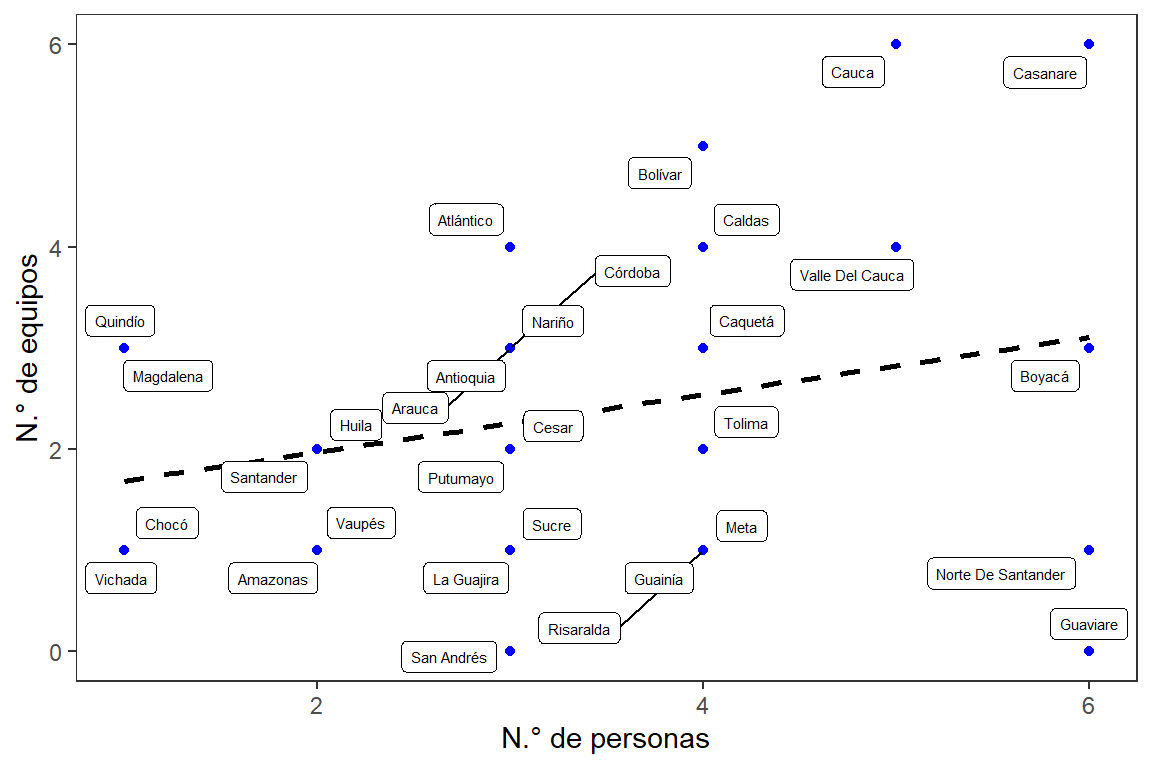 6
Cauca
Casanare
Bolívar
Atlántico
Caldas
4
Córdoba
Valle Del Cauca
Quindío
Nariño
Caquetá
Magdalena
Antioquia
Boyacá
Arauca
Huila
Cesar
Tolima
2
Santander
Putumayo
Chocó
Vaupés
Sucre
Meta
Vichada
Amazonas
La Guajira
Guainía
Norte De Santander
Risaralda
Guaviare
0
San Andrés
2
4
6
N.° de personas
N.° de equipos